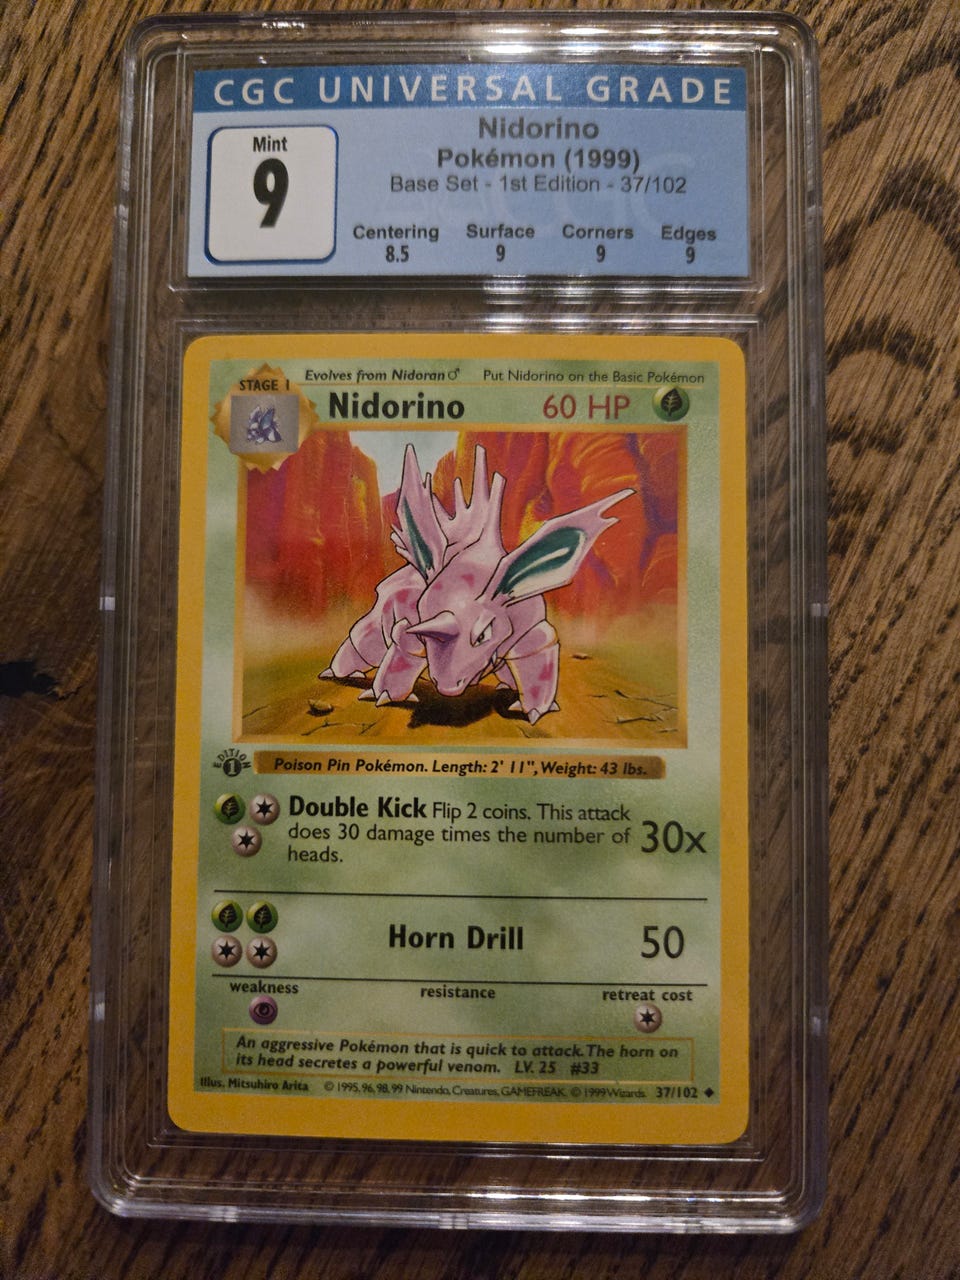 CGC UNIVERSAL GRADE
Mint
9
Nidorino
Pokémon (1999)
Base Set - 1st Edition - 37/102
Centering Surface Corners Edges
8.5 9 9 9
STAGE 1
Evolves from Nidoran♂ Put Nidorino on the Basic Pokémon
Nidorino 60 HP
EDITION
1
Poison Pin Pokémon. Length: 2' 11", Weight: 43 lbs.
Double Kick Flip 2 coins. This attack
does 30 damage times the number of
heads.
30x
Horn Drill 50
weakness resistance retreat cost
An aggressive Pokémon that is quick to attack. The horn on
its head secretes a powerful venom. LV. 25 #33
Illus. Mitsuhiro Arita © 1995, 96, 98, 99 Nintendo, Creatures, GAMEFREAK. © 1999 Wizards. 37/102 ◆